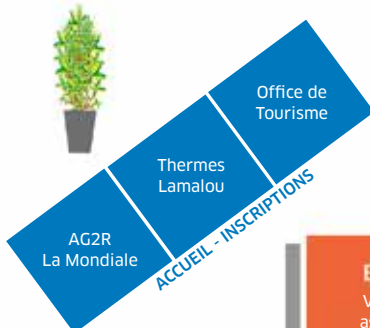 Office de
Tourisme
Thermes
Lamalou
AG2R
La Mondiale
ACCUEIL - INSCRIPTIONS